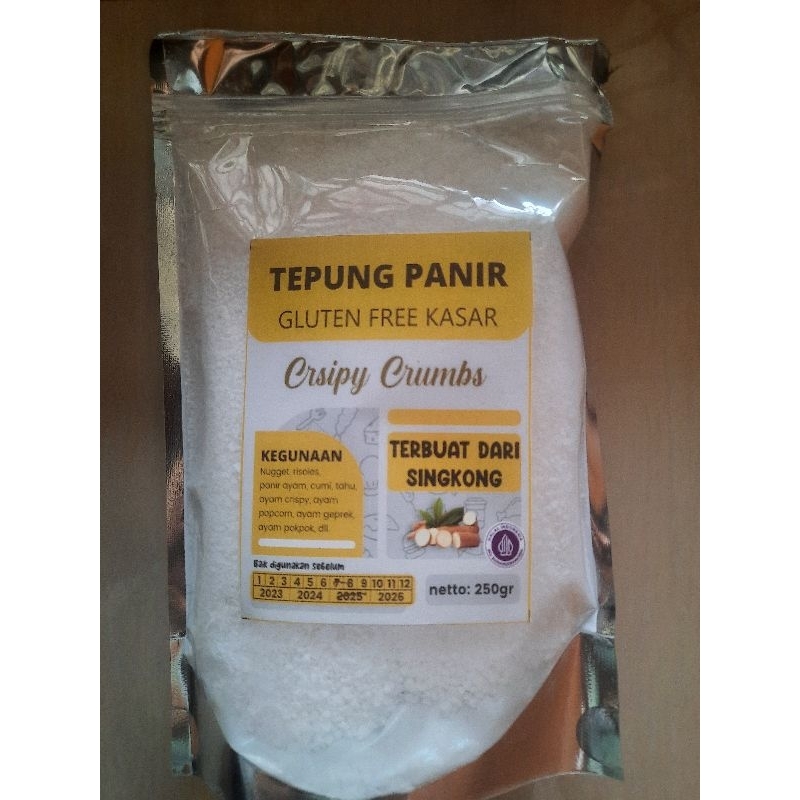 TEPUNG PANIR
GLUTEN FREE KASAR
Crsipy Crumbs
KEGUNAAN
Nugget, risoles,
panir ayam, cumi, tahu,
ayam crispy, ayam
popcorn, ayam geprek,
ayam pokpok, dll.
TERBUAT DARI
SINGKONG
Baik digunakan sebelum
1 2 3 4 5 6 7 8 9 10 11 12
2023 2024 2025 2026
netto: 250gr